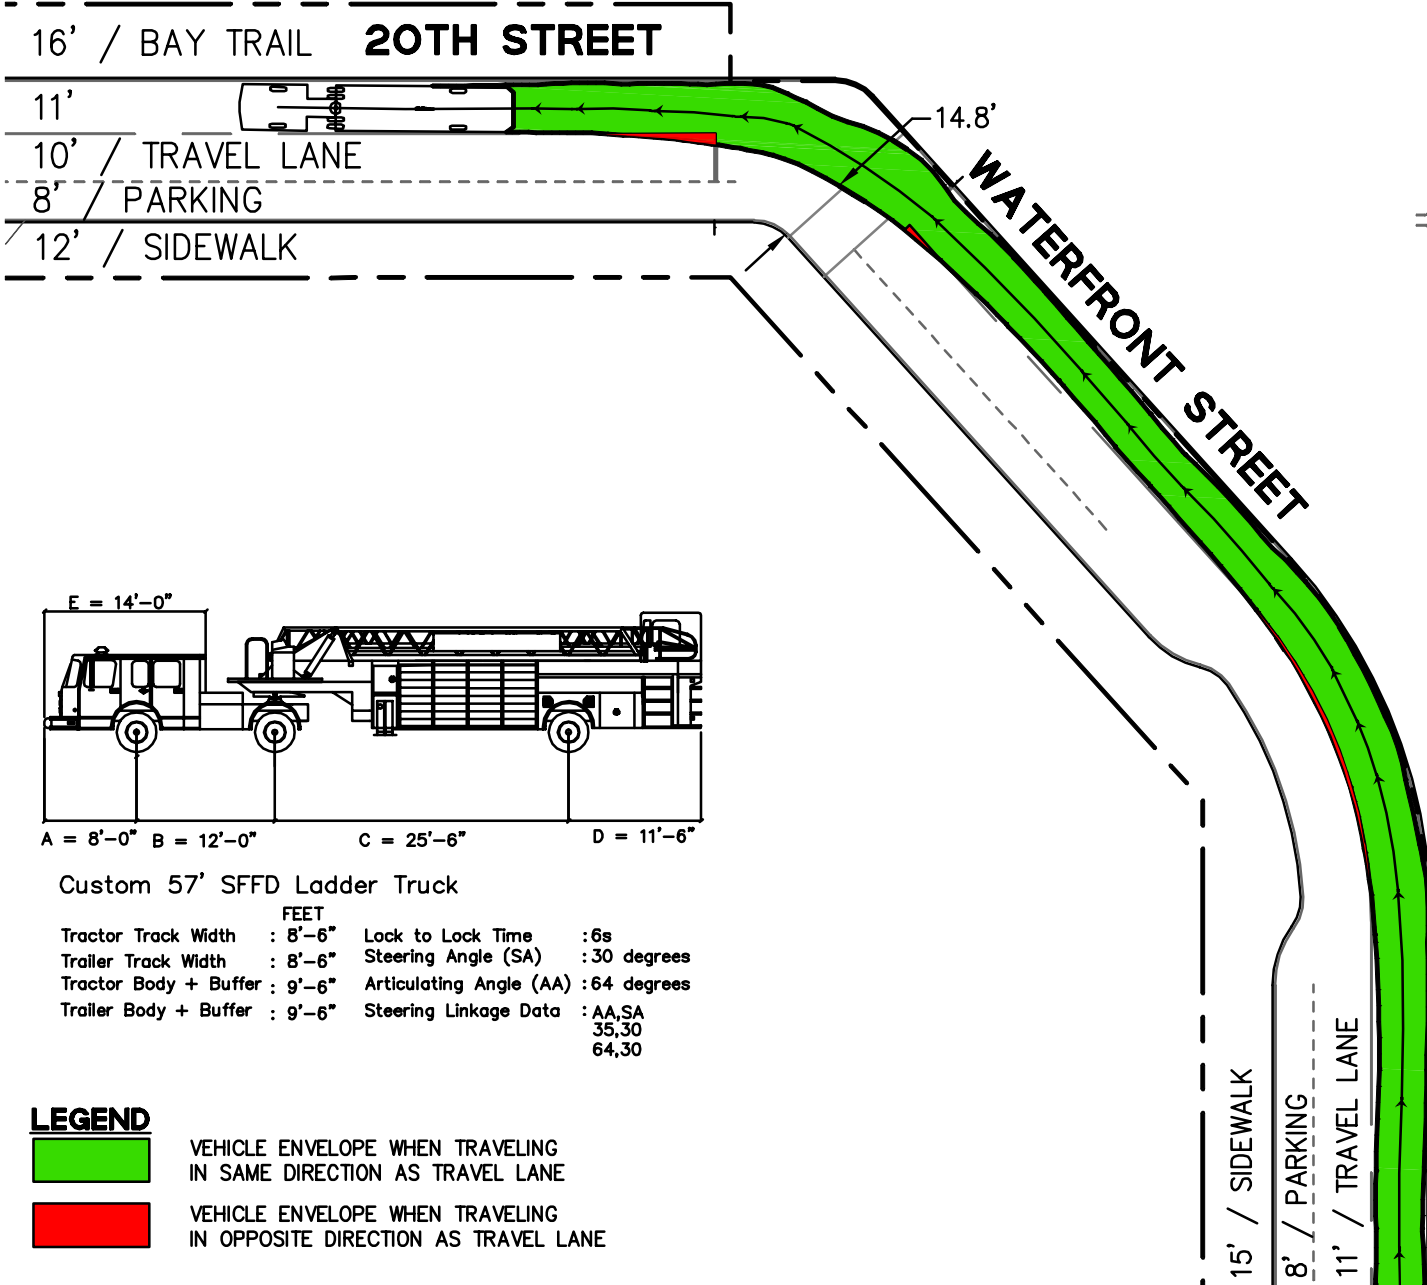 16' / BAY TRAIL 20TH STREET
11'
10' / TRAVEL LANE
8' / PARKING
12' / SIDEWALK
14.8'
WATERFRONT STREET
E = 14'-0"
A = 8'-0" B = 12'-0" C = 25'-6" D = 11'-6"
Custom 57' SFFD Ladder Truck
FEET
Tractor Track Width : 8'-6" Lock to Lock Time : 6s
Trailer Track Width : 8'-6" Steering Angle (SA) : 30 degrees
Tractor Body + Buffer : 9'-6" Articulating Angle (AA) : 64 degrees
Trailer Body + Buffer : 9'-6" Steering Linkage Data : AA,SA
35,30
64,30
15' / SIDEWALK
8' / PARKING
11' / TRAVEL LANE
LEGEND
VEHICLE ENVELOPE WHEN TRAVELING
IN SAME DIRECTION AS TRAVEL LANE
VEHICLE ENVELOPE WHEN TRAVELING
IN OPPOSITE DIRECTION AS TRAVEL LANE